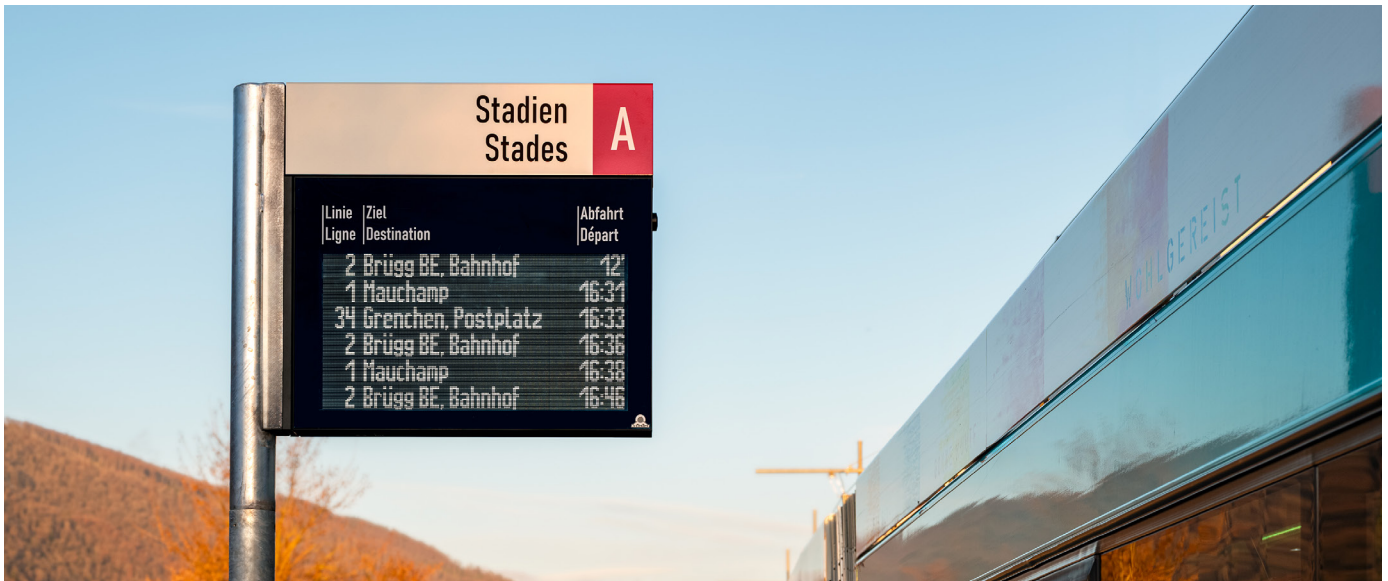 Stadien
Stades
A
Linie Ziel Abfahrt
Ligne Destination Départ
2 Brügg BE, Bahnhof 12'
1 Mauchamp 16:31
34 Grenchen, Postplatz 16:33
2 Brügg BE, Bahnhof 16:36
1 Mauchamp 16:38
2 Brügg BE, Bahnhof 16:46
WOHLGEREIST